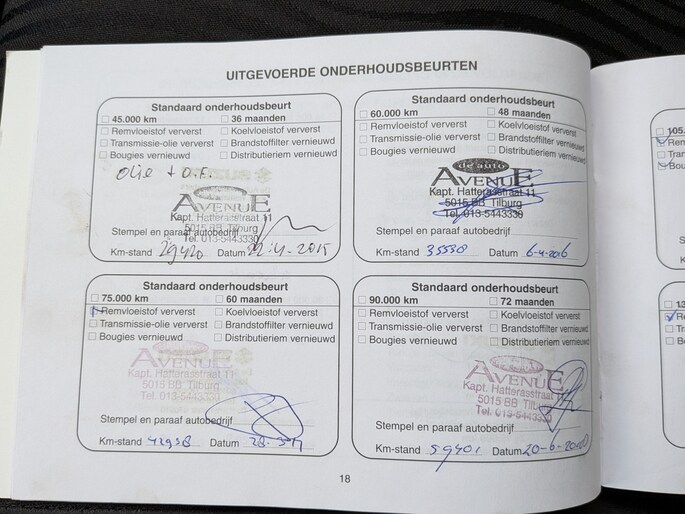 UITGEVOERDE ONDERHOUDSBEURTEN
Standaard onderhoudsbeurt
45.000 km 36 maanden
Remvloeistof ververst Koelvloeistof ververst
Transmissie-olie ververst Brandstoffilter vernieuwd
Bougies vernieuwd Distributieriem vernieuwd
olie + O.F.
AVENUE
Kapt. Hatterasstraat 11
5015 BB Tilburg
Tel. 013-5443330
Stempel en paraaf autobedrijf
Km-stand 29420 Datum 22-4-2015
Standaard onderhoudsbeurt
60.000 km 48 maanden
Remvloeistof ververst Koelvloeistof ververst
Transmissie-olie ververst Brandstoffilter vernieuwd
Bougies vernieuwd Distributieriem vernieuwd
de auto
AVENUE
Kapt. Hatterasstraat 11
5015 BB Tilburg
Tel. 013-5443330
Stempel en paraaf autobedrijf
Km-stand 35538 Datum 6-4-2016
Standaard onderhoudsbeurt
75.000 km 60 maanden
Remvloeistof ververst Koelvloeistof ververst
Transmissie-olie ververst Brandstoffilter vernieuwd
Bougies vernieuwd Distributieriem vernieuwd
AVENUE
Kapt. Hatterasstraat 11
5015 BB Tilburg
Tel. 013-5443330
Stempel en paraaf autobedrijf
Km-stand Datum
Standaard onderhoudsbeurt
90.000 km 72 maanden
Remvloeistof ververst Koelvloeistof ververst
Transmissie-olie ververst Brandstoffilter vernieuwd
Bougies vernieuwd Distributieriem vernieuwd
AVENUE
Kapt. Hatterasstraat 11
5015 BB Tilburg
Tel. 013-5443330
Stempel en paraaf autobedrijf
Km-stand 59401 Datum
18
105.